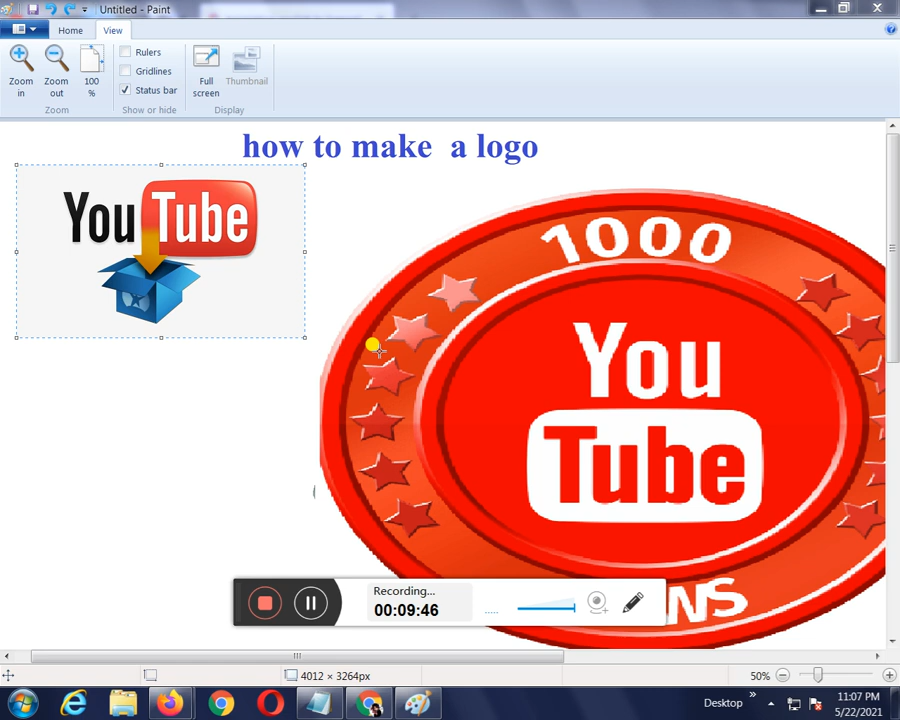 Untitled - Paint
Home
View
Zoom in
Zoom out
100 %
Rulers
Gridlines
Status bar
Full screen
Thumbnail
Zoom
Show or hide
Display
how to make a logo
You Tube
1000
You
Tube
NS
Recording...
00:09:46
4012 × 3264px
50%
Desktop
11:07 PM
5/22/2021